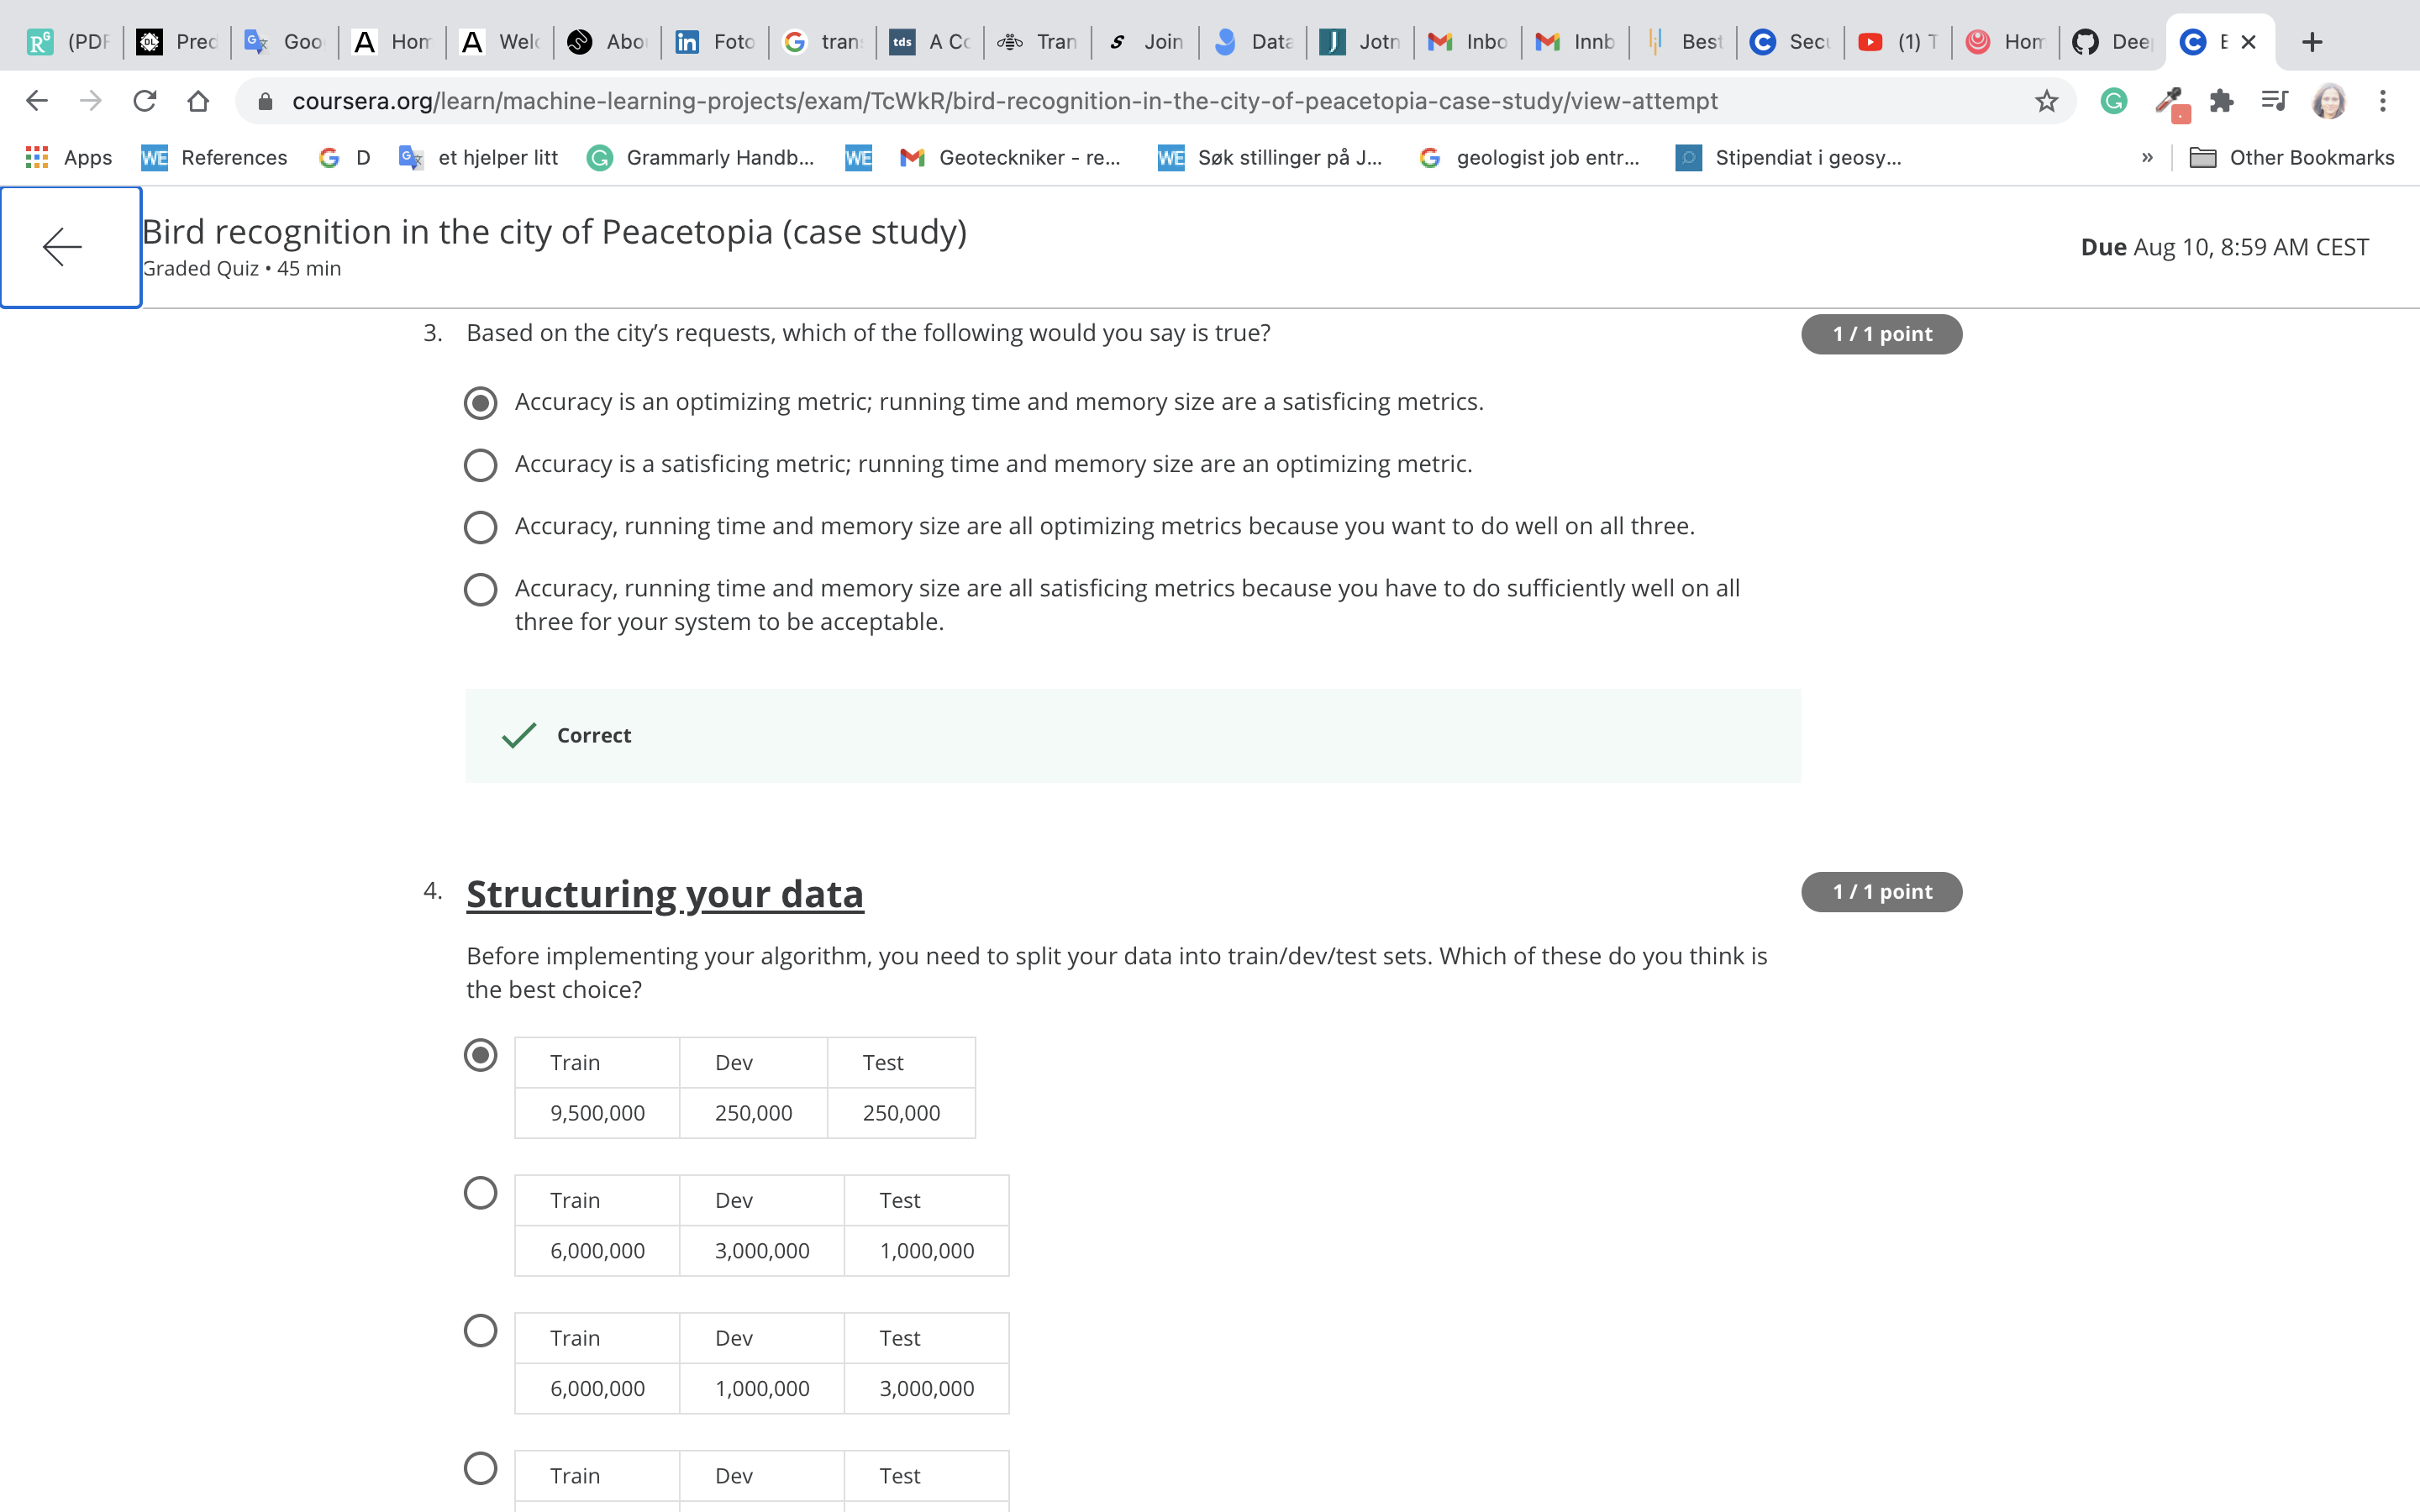 (PDF Pred Goo Hom Welc Abo Foto tran A Co Tran Join Data Jotn Inbo Innb Best Secu (1) T Hom Deep E
coursera.org/learn/machine-learning-projects/exam/TcWkR/bird-recognition-in-the-city-of-peacetopia-case-study/view-attempt
Apps WE References G D et hjelper litt Grammarly Handb... WE Geoteckniker - re... WE Søk stillinger på J... geologist job entr... Stipendiat i geosy... » Other Bookmarks
Bird recognition in the city of Peacetopia (case study)
Graded Quiz • 45 min
Due Aug 10, 8:59 AM CEST
3. Based on the city’s requests, which of the following would you say is true?
1 / 1 point
Accuracy is an optimizing metric; running time and memory size are a satisficing metrics.
Accuracy is a satisficing metric; running time and memory size are an optimizing metric.
Accuracy, running time and memory size are all optimizing metrics because you want to do well on all three.
Accuracy, running time and memory size are all satisficing metrics because you have to do sufficiently well on all
three for your system to be acceptable.
Correct
4. Structuring your data
1 / 1 point
Before implementing your algorithm, you need to split your data into train/dev/test sets. Which of these do you think is
the best choice?
Train Dev Test
9,500,000 250,000 250,000
Train Dev Test
6,000,000 3,000,000 1,000,000
Train Dev Test
6,000,000 1,000,000 3,000,000
Train Dev Test